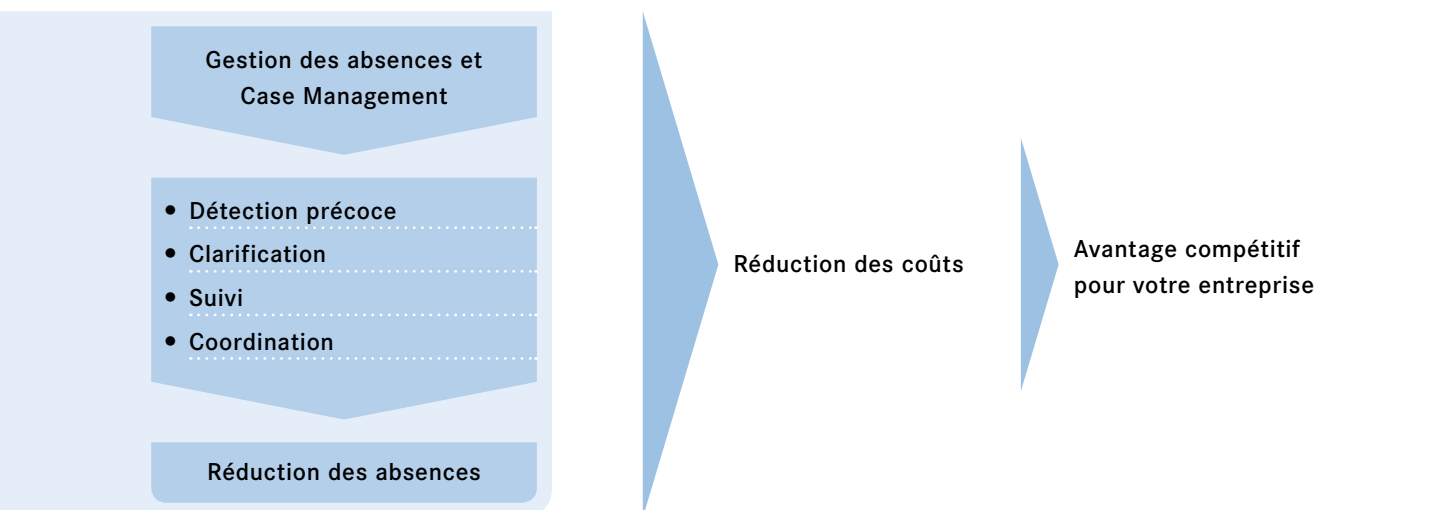 Gestion des absences et
Case Management
• Détection précoce
• Clarification
• Suivi
• Coordination
Réduction des absences
Réduction des coûts
Avantage compétitif
pour votre entreprise